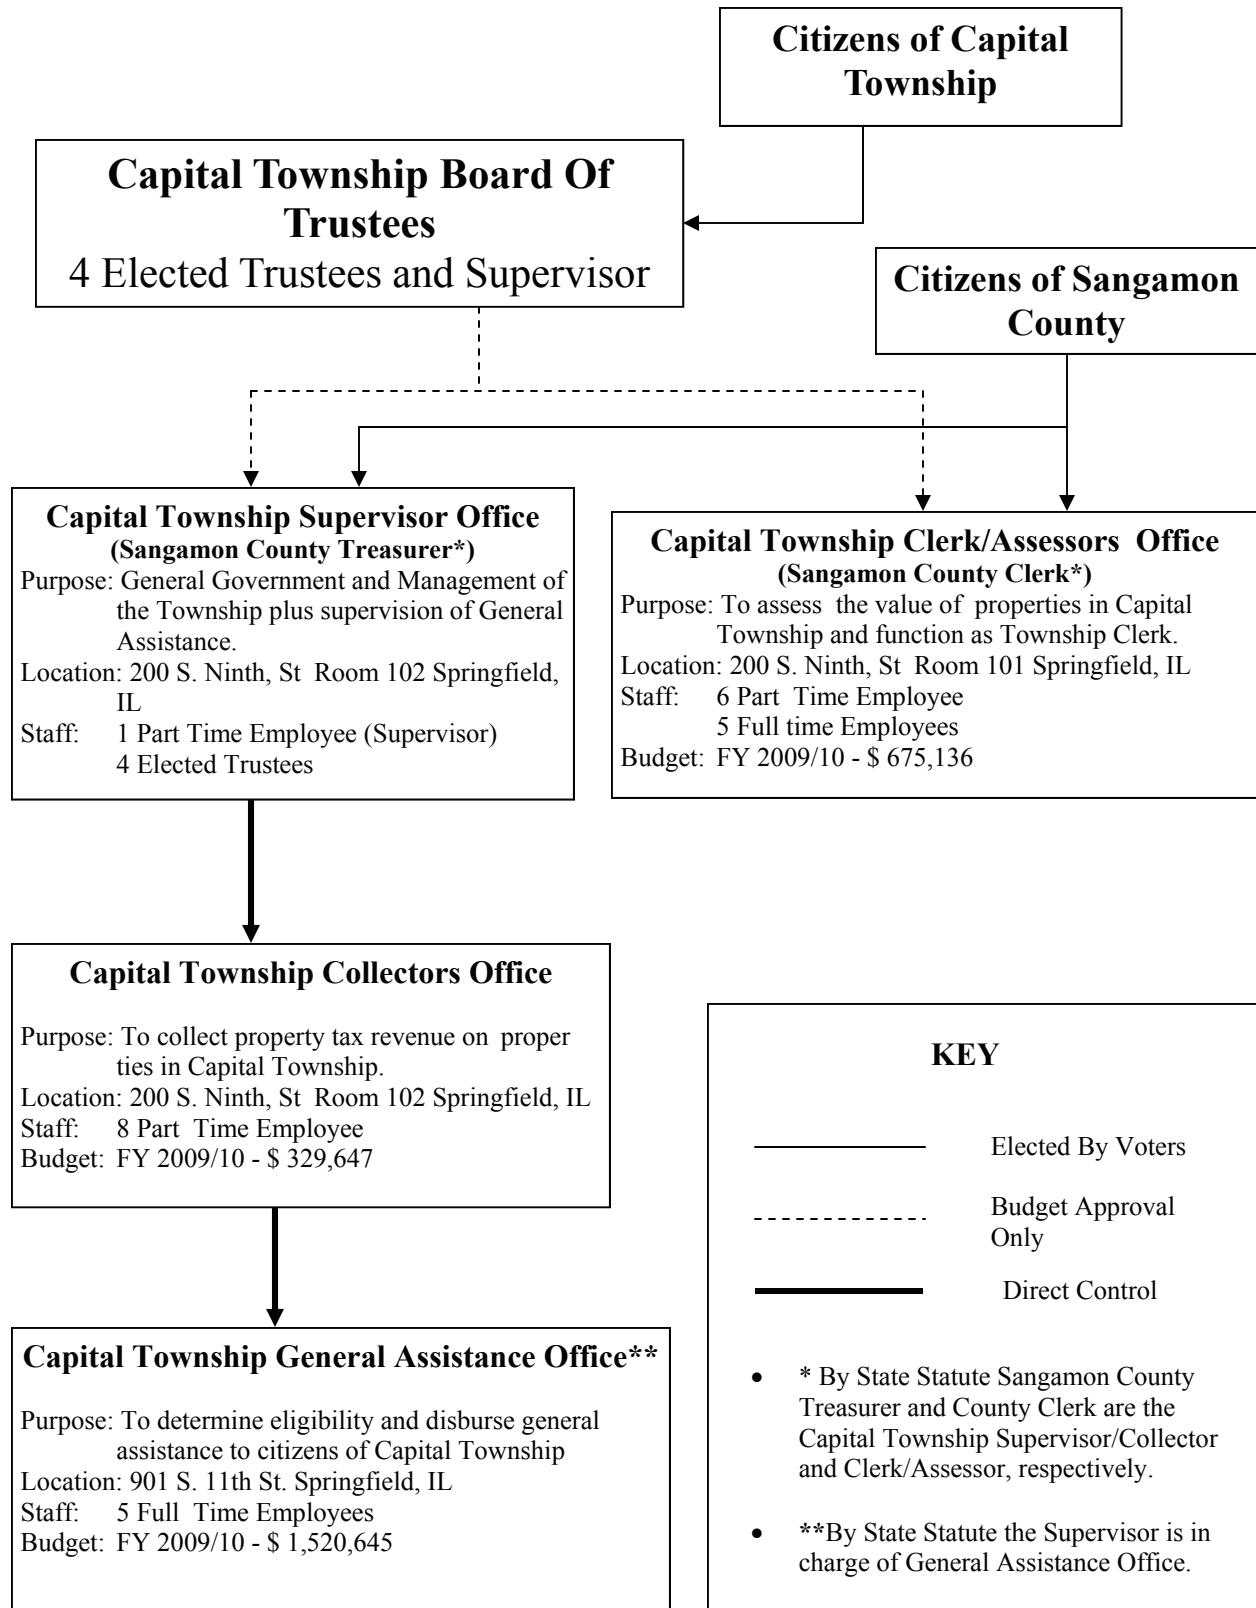 Citizens of Capital
Township
Capital Township Board Of
Trustees
4 Elected Trustees and Supervisor
Citizens of Sangamon
County
Capital Township Supervisor Office
(Sangamon County Treasurer*)
Purpose: General Government and Management of
the Township plus supervision of General
Assistance.
Location: 200 S. Ninth, St Room 102 Springfield,
IL
Staff: 1 Part Time Employee (Supervisor)
4 Elected Trustees
Capital Township Clerk/Assessors Office
(Sangamon County Clerk*)
Purpose: To assess the value of properties in Capital
Township and function as Township Clerk.
Location: 200 S. Ninth, St Room 101 Springfield, IL
Staff: 6 Part Time Employee
5 Full time Employees
Budget: FY 2009/10 - $ 675,136
Capital Township Collectors Office
Purpose: To collect property tax revenue on proper
ties in Capital Township.
Location: 200 S. Ninth, St Room 102 Springfield, IL
Staff: 8 Part Time Employee
Budget: FY 2009/10 - $ 329,647
Capital Township General Assistance Office**
Purpose: To determine eligibility and disburse general
assistance to citizens of Capital Township
Location: 901 S. 11th St. Springfield, IL
Staff: 5 Full Time Employees
Budget: FY 2009/10 - $ 1,520,645
KEY
Elected By Voters
Budget Approval
Only
Direct Control
• * By State Statute Sangamon County
Treasurer and County Clerk are the
Capital Township Supervisor/Collector
and Clerk/Assessor, respectively.
• **By State Statute the Supervisor is in
charge of General Assistance Office.